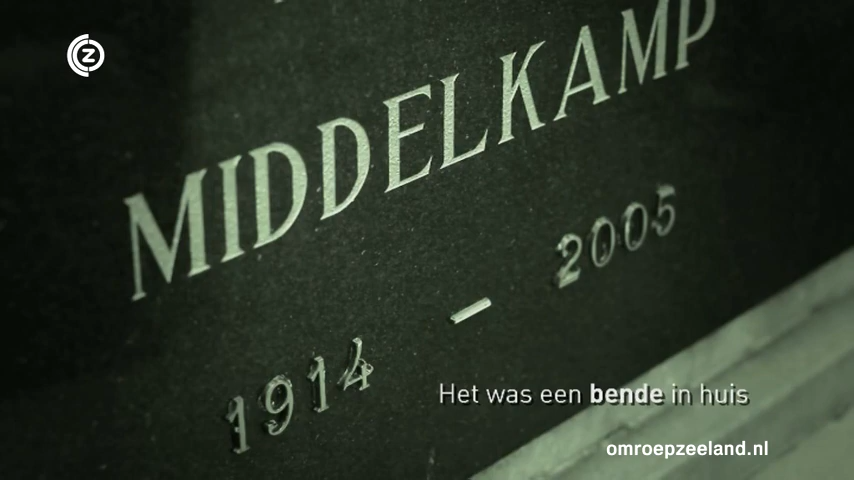 Z
MIDDELKAMP
1914 - 2005
Het was een bende in huis
omroepzeeland.nl